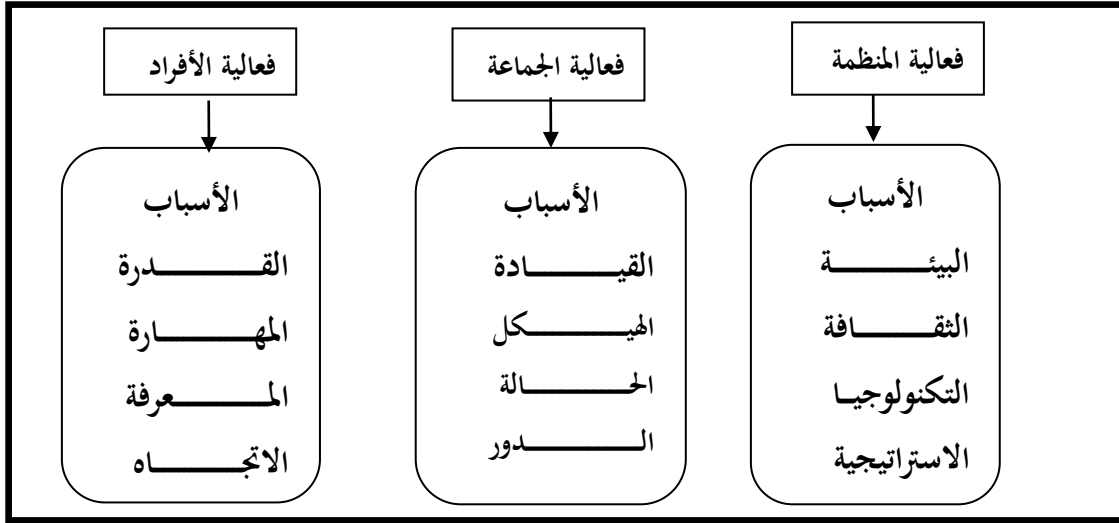 فعالية المنظمة
الأسباب
البيئة
الثقافة
التكنولوجيا
الاستراتيجية
فعالية الجماعة
الأسباب
القيادة
الهيكل
الحالة
الدور
فعالية الأفراد
الأسباب
القدرة
المهارة
المعرفة
الاتجاه